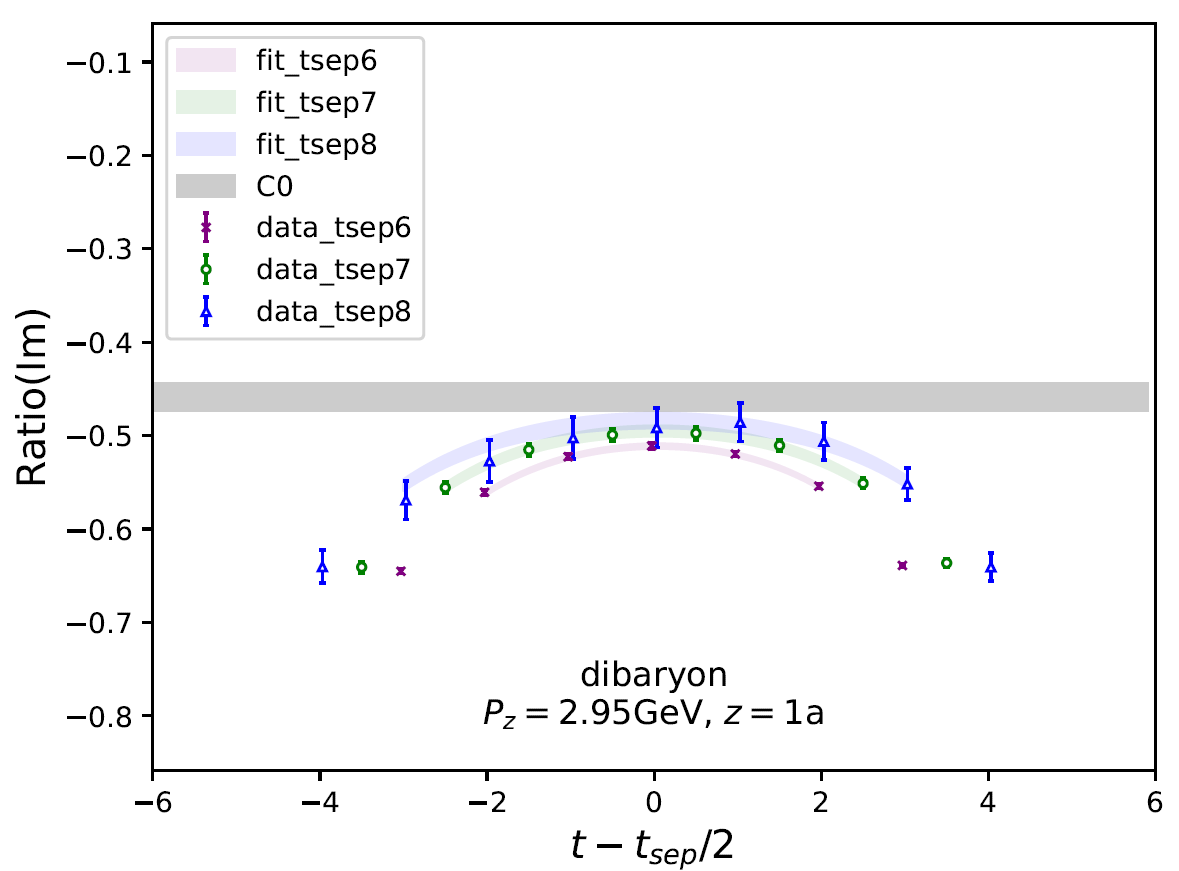 fit_tsep6
fit_tsep7
fit_tsep8
C0
data_tsep6
data_tsep7
data_tsep8
−0.1
−0.2
−0.3
−0.4
−0.5
−0.6
−0.7
−0.8
Ratio(Im)
dibaryon
P_z = 2.95GeV, z = 1a
−6 −4 −2 0 2 4 6
t − t_{sep}/2